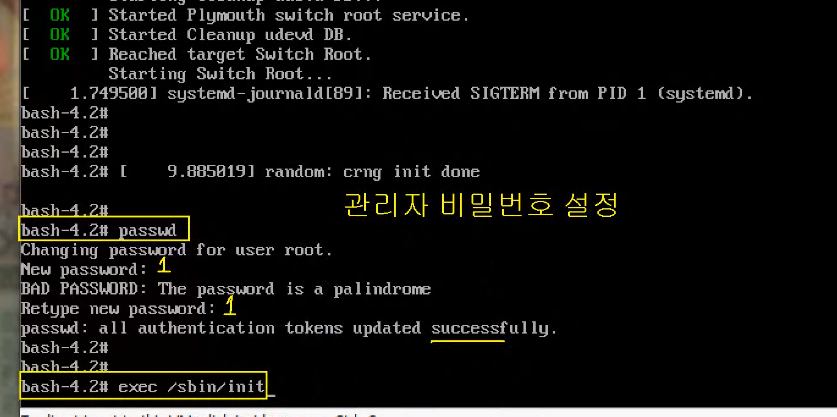 [  OK  ] Started Plymouth switch root service.
[  OK  ] Started Cleanup udevd DB.
[  OK  ] Reached target Switch Root.
Starting Switch Root...
[    1.749500] systemd-journald[89]: Received SIGTERM from PID 1 (systemd).
bash-4.2#
bash-4.2#
bash-4.2#
bash-4.2# [    9.885019] random: crng init done
관리자 비밀번호 설정
bash-4.2#
bash-4.2# passwd
Changing password for user root.
New password: 1
BAD PASSWORD: The password is a palindrome
Retype new password: 1
passwd: all authentication tokens updated successfully.
bash-4.2#
bash-4.2#
bash-4.2# exec /sbin/init_